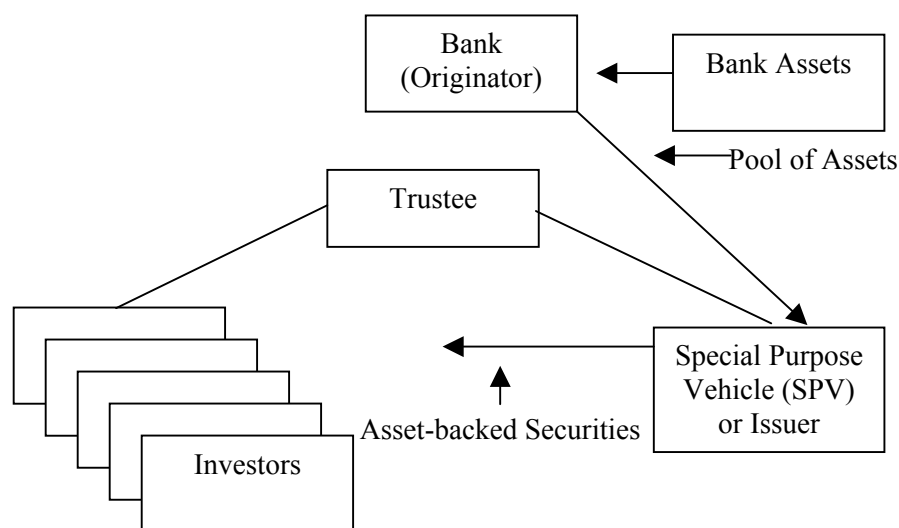 Bank
(Originator)
Bank Assets
Pool of Assets
Trustee
Special Purpose
Vehicle (SPV)
or Issuer
Asset-backed Securities
Investors